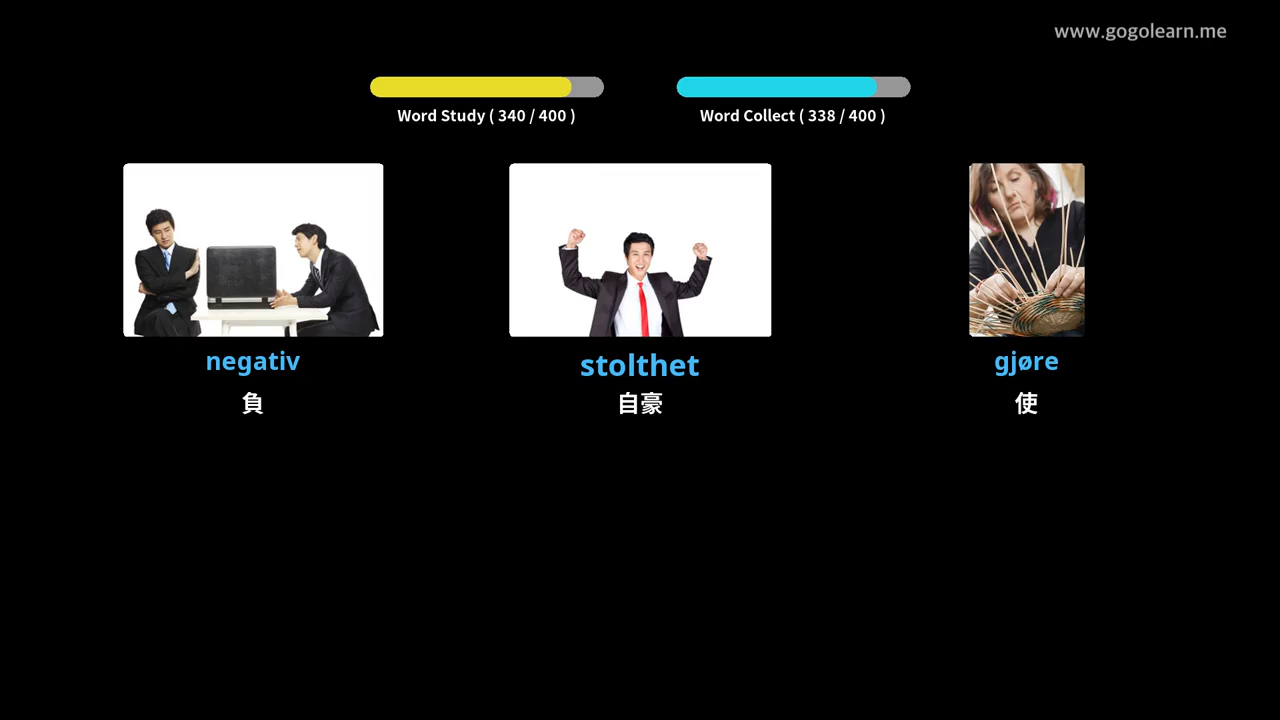 www.gogolearn.me
Word Study ( 340 / 400 )
Word Collect ( 338 / 400 )
negativ
負
stolthet
自豪
gjøre
使